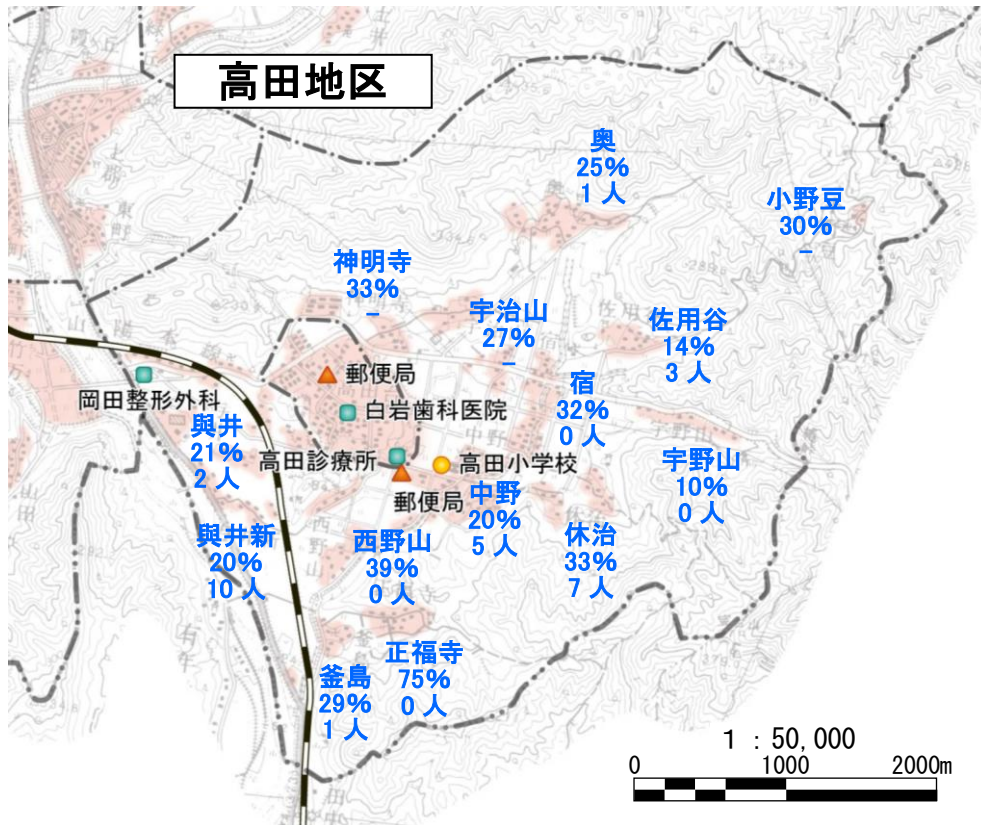 高田地区
奥
25%
1 人
小野豆
30%
–
神明寺
33%
–
宇治山
27%
–
佐用谷
14%
3 人
郵便局
岡田整形外科
白岩歯科医院
宿
32%
0 人
與井
21%
2 人
高田診療所
高田小学校
郵便局
中野
20%
5 人
宇野山
10%
0 人
與井新
20%
10 人
西野山
39%
0 人
休治
33%
7 人
正福寺
75%
0 人
釜島
29%
1 人
1 : 50,000
0 1000 2000m